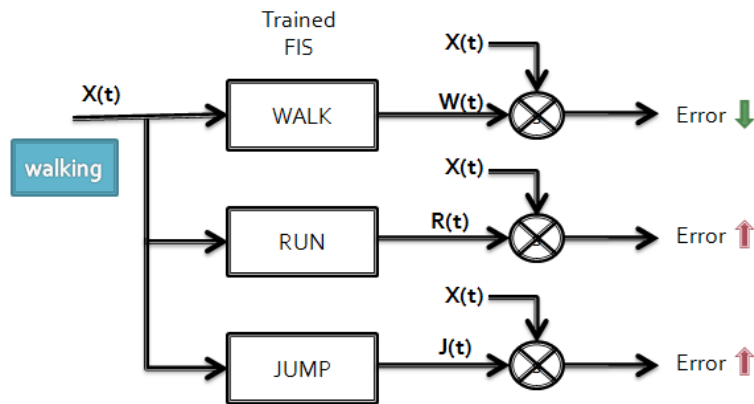 Trained
FIS
X(t)
X(t)
WALK
W(t)
Error
walking
X(t)
RUN
R(t)
Error
X(t)
JUMP
J(t)
Error